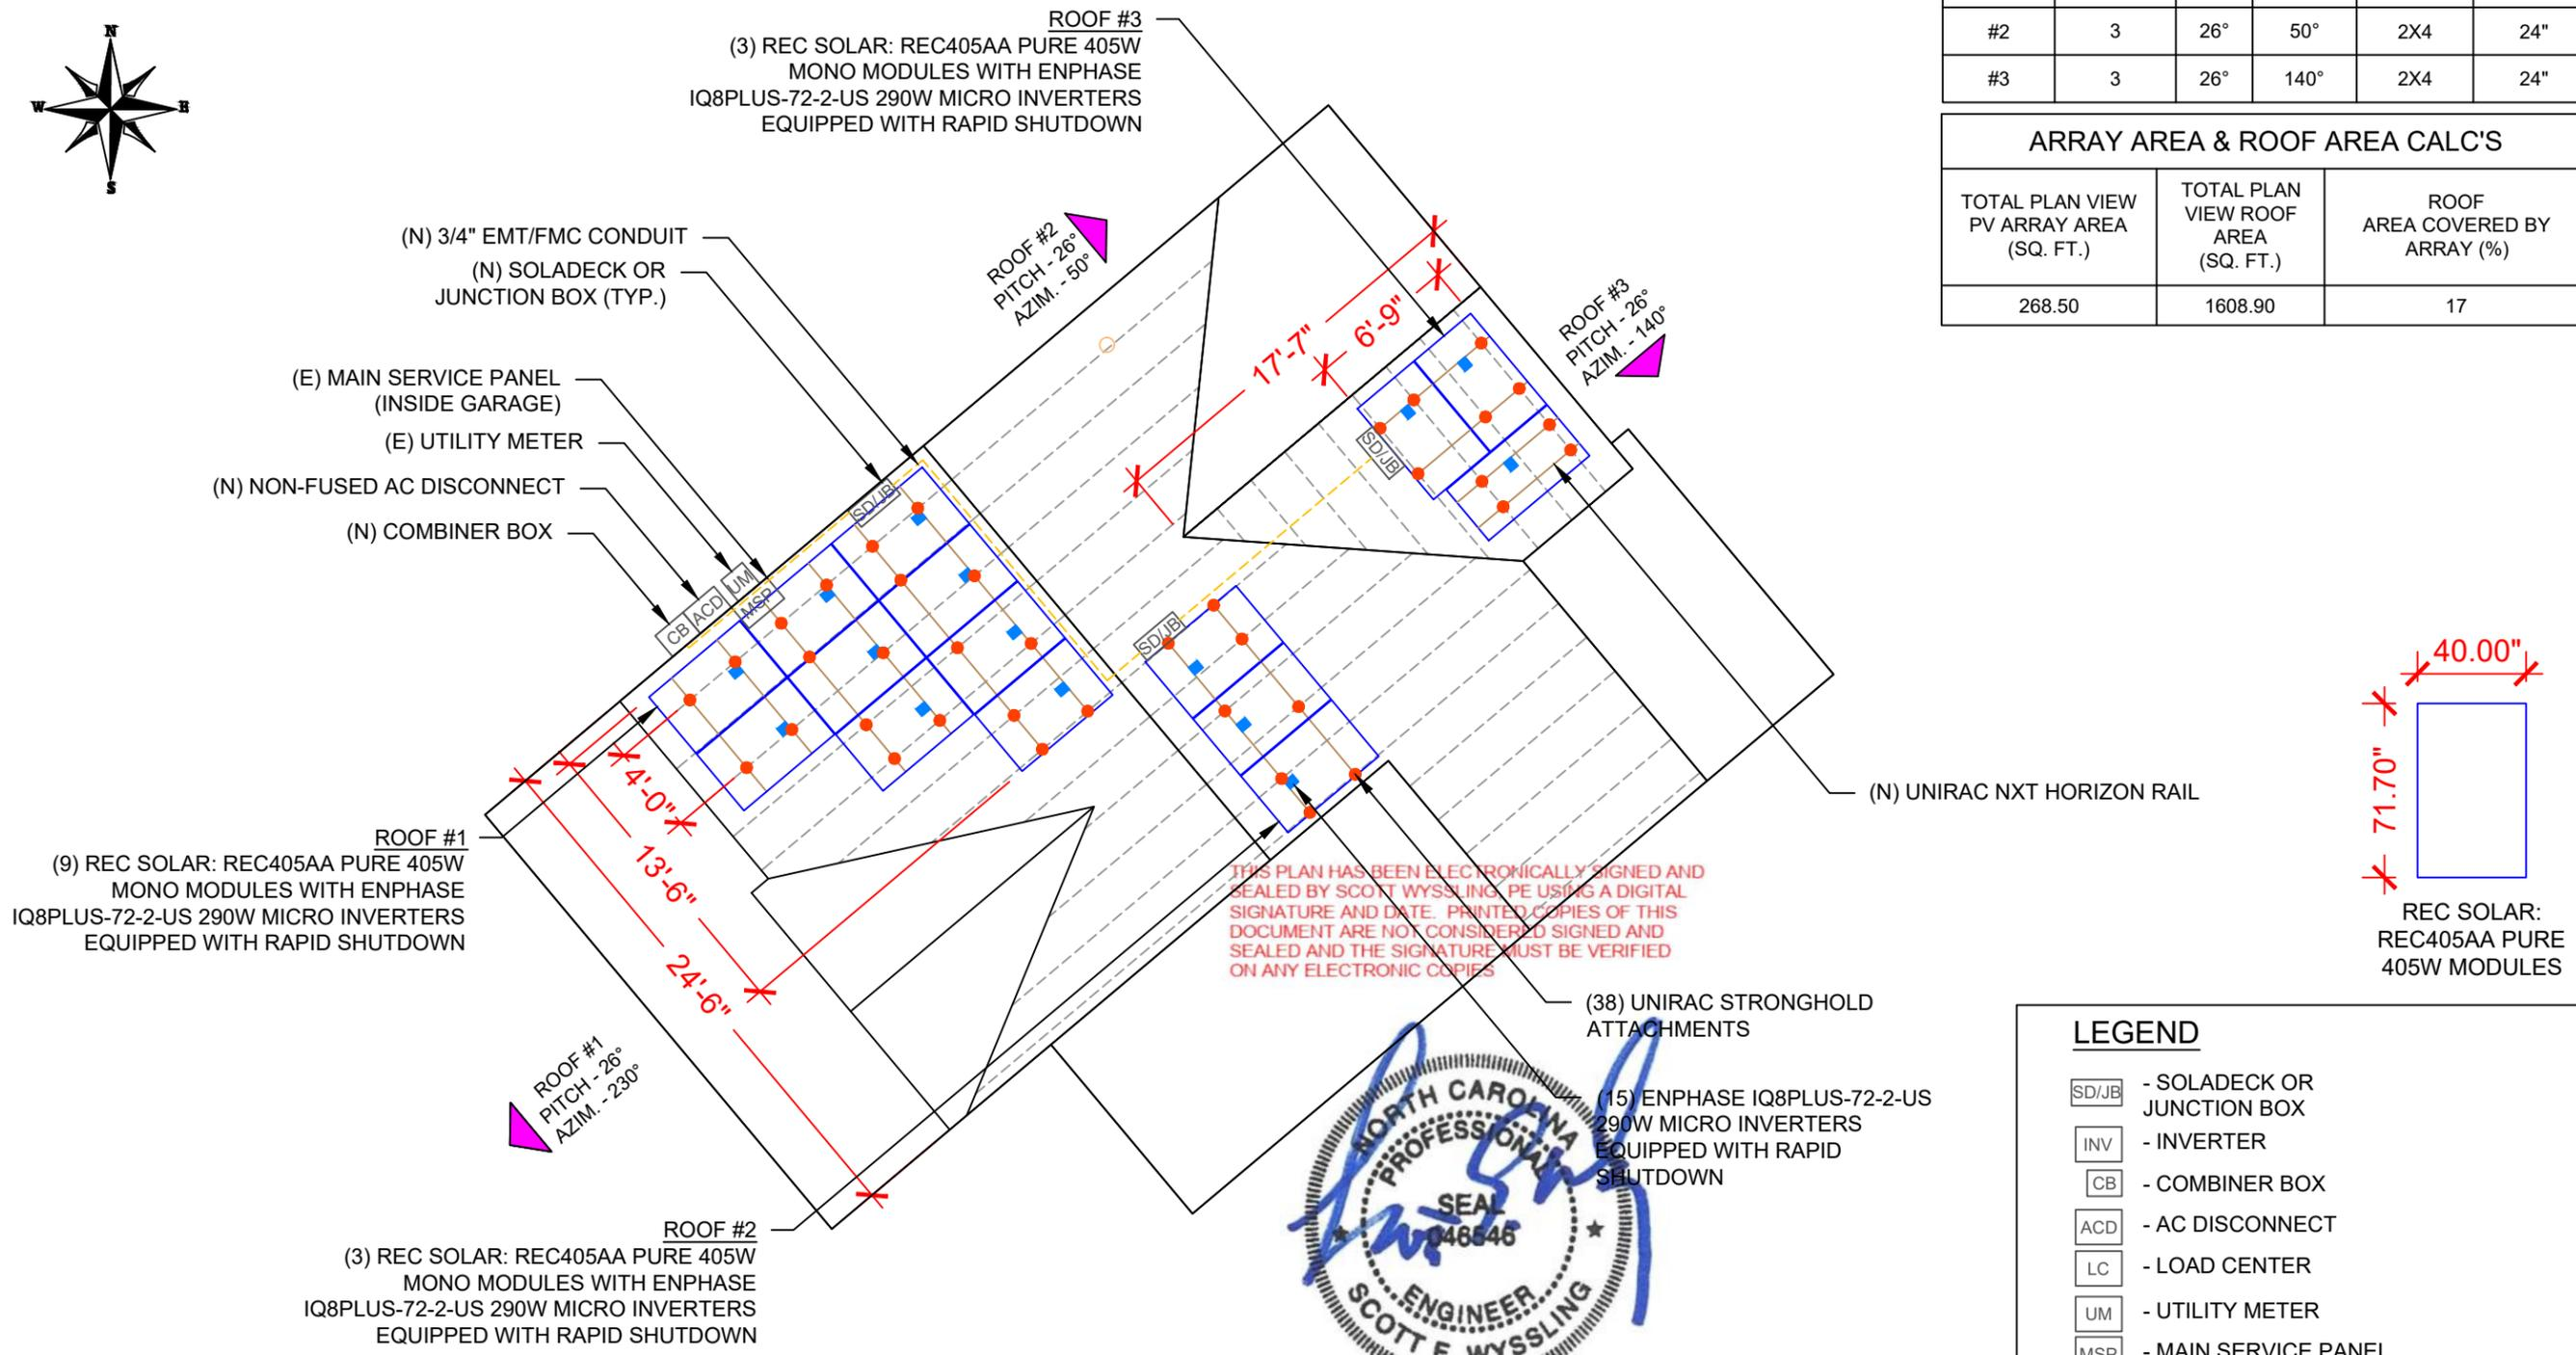 N
W
E
S
ROOF #3
(3) REC SOLAR: REC405AA PURE 405W
MONO MODULES WITH ENPHASE
IQ8PLUS-72-2-US 290W MICRO INVERTERS
EQUIPPED WITH RAPID SHUTDOWN
#2 3 26° 50° 2X4 24"
#3 3 26° 140° 2X4 24"
ARRAY AREA & ROOF AREA CALC'S
TOTAL PLAN VIEW
PV ARRAY AREA
(SQ. FT.)
TOTAL PLAN
VIEW ROOF
AREA
(SQ. FT.)
ROOF
AREA COVERED BY
ARRAY (%)
268.50 1608.90 17
(N) 3/4" EMT/FMC CONDUIT
(N) SOLADECK OR
JUNCTION BOX (TYP.)
(E) MAIN SERVICE PANEL
(INSIDE GARAGE)
(E) UTILITY METER
(N) NON-FUSED AC DISCONNECT
(N) COMBINER BOX
ROOF #2
PITCH - 26°
AZIM. - 50°
17'-7"
6'-9"
ROOF #3
PITCH - 26°
AZIM. - 140°
SD/JB
SD/JB
SD/JB
UM
MSP
ACD
CB
4'-0"
13'-6"
24'-6"
40.00"
71.70"
REC SOLAR:
REC405AA PURE
405W MODULES
(N) UNIRAC NXT HORIZON RAIL
ROOF #1
(9) REC SOLAR: REC405AA PURE 405W
MONO MODULES WITH ENPHASE
IQ8PLUS-72-2-US 290W MICRO INVERTERS
EQUIPPED WITH RAPID SHUTDOWN
THIS PLAN HAS BEEN ELECTRONICALLY SIGNED AND
SEALED BY SCOTT WYSSLING, PE USING A DIGITAL
SIGNATURE AND DATE. PRINTED COPIES OF THIS
DOCUMENT ARE NOT CONSIDERED SIGNED AND
SEALED AND THE SIGNATURE MUST BE VERIFIED
ON ANY ELECTRONIC COPIES
(38) UNIRAC STRONGHOLD
ATTACHMENTS
(15) ENPHASE IQ8PLUS-72-2-US
290W MICRO INVERTERS
EQUIPPED WITH RAPID
SHUTDOWN
ROOF #1
PITCH - 26°
AZIM. - 230°
ROOF #2
(3) REC SOLAR: REC405AA PURE 405W
MONO MODULES WITH ENPHASE
IQ8PLUS-72-2-US 290W MICRO INVERTERS
EQUIPPED WITH RAPID SHUTDOWN
NORTH CAROLINA
PROFESSIONAL
SEAL
046546
ENGINEER
SCOTT E. WYSSLING
LEGEND
SD/JB - SOLADECK OR
JUNCTION BOX
INV - INVERTER
CB - COMBINER BOX
ACD - AC DISCONNECT
LC - LOAD CENTER
UM - UTILITY METER
MSP - MAIN SERVICE PANEL